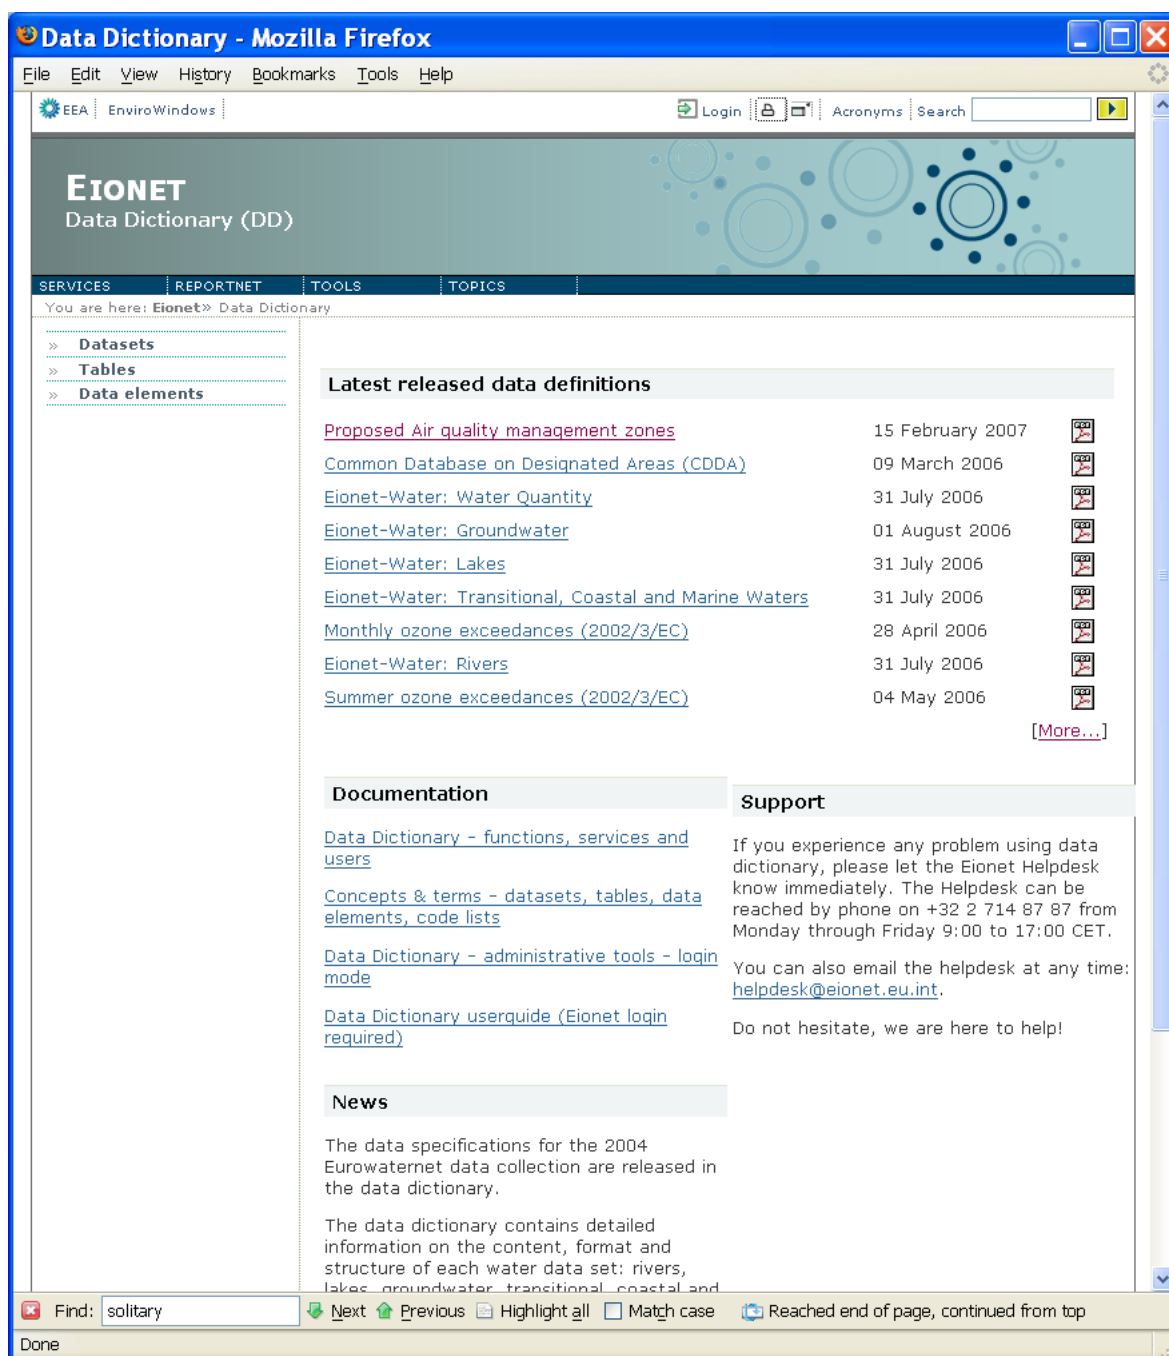 Data Dictionary - Mozilla Firefox
File Edit View History Bookmarks Tools Help
EEA EnviroWindows Login Acronyms Search
EIONET
Data Dictionary (DD)
SERVICES REPORTNET TOOLS TOPICS
You are here: Eionet» Data Dictionary
» Datasets
» Tables
» Data elements
Latest released data definitions
Proposed Air quality management zones 15 February 2007
Common Database on Designated Areas (CDDA) 09 March 2006
Eionet-Water: Water Quantity 31 July 2006
Eionet-Water: Groundwater 01 August 2006
Eionet-Water: Lakes 31 July 2006
Eionet-Water: Transitional, Coastal and Marine Waters 31 July 2006
Monthly ozone exceedances (2002/3/EC) 28 April 2006
Eionet-Water: Rivers 31 July 2006
Summer ozone exceedances (2002/3/EC) 04 May 2006
[More...]
Documentation
Data Dictionary - functions, services and
users
Concepts & terms - datasets, tables, data
elements, code lists
Data Dictionary - administrative tools - login
mode
Data Dictionary userguide (Eionet login
required)
Support
If you experience any problem using data
dictionary, please let the Eionet Helpdesk
know immediately. The Helpdesk can be
reached by phone on +32 2 714 87 87 from
Monday through Friday 9:00 to 17:00 CET.
You can also email the helpdesk at any time:
helpdesk@eionet.eu.int.
Do not hesitate, we are here to help!
News
The data specifications for the 2004
Eurowaternet data collection are released in
the data dictionary.
The data dictionary contains detailed
information on the content, format and
structure of each water data set: rivers,
lakes, groundwater, transitional, coastal and
Find: solitary Next Previous Highlight all Match case Reached end of page, continued from top
Done